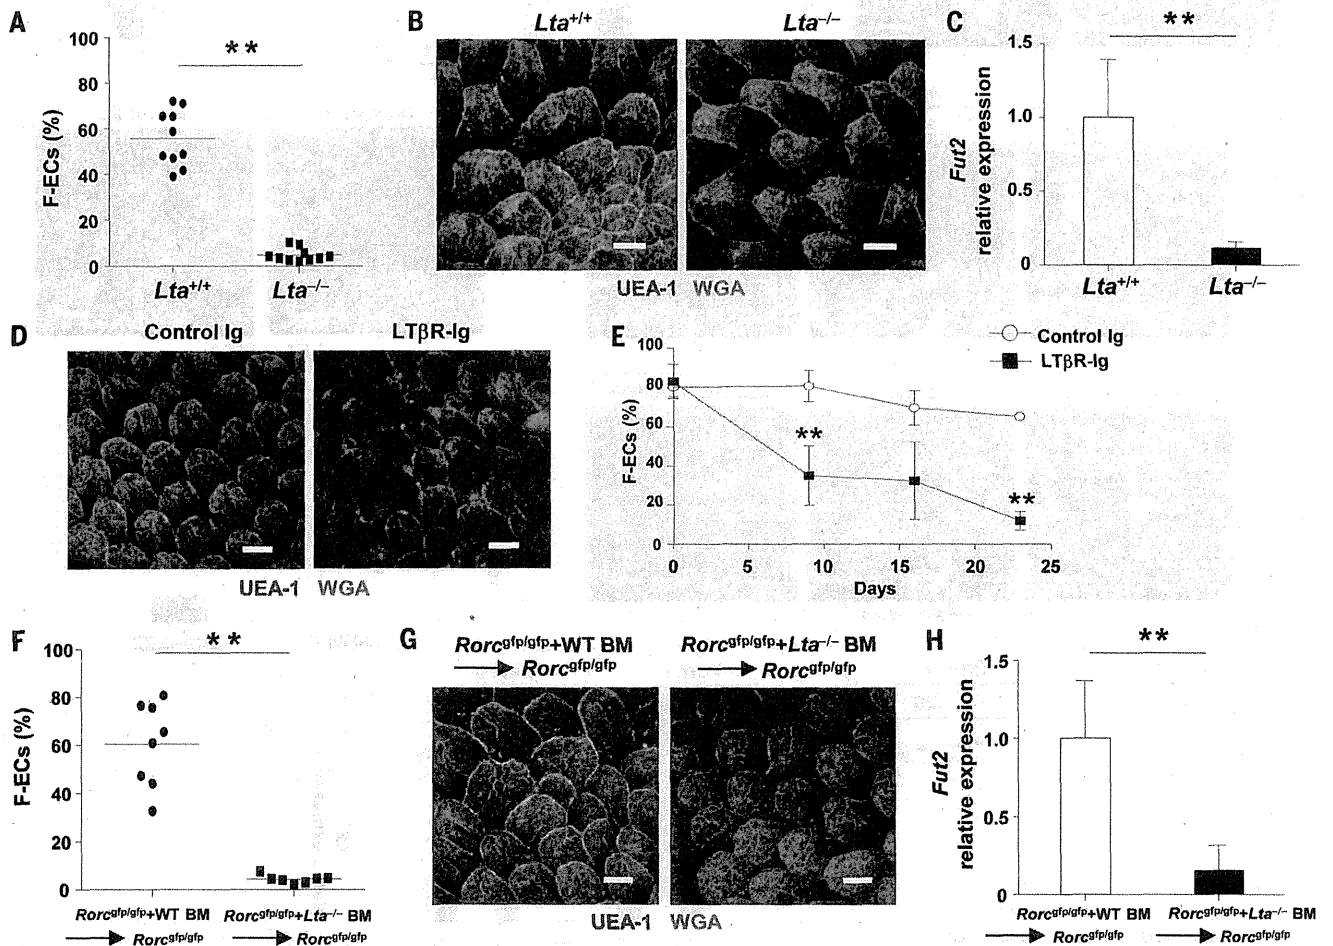 A
100
80
60
40
20
0
F-ECs (%)
**
Lta+/+
Lta–/–
B
Lta+/+
Lta–/–
UEA-1 WGA
C
1.5
1.0
0.5
0
Fut2
relative expression
**
Lta+/+
Lta–/–
D
Control Ig
LTβR-Ig
UEA-1 WGA
E
100
80
60
40
20
0
F-ECs (%)
**
**
0
5
10
15
20
25
Days
Control Ig
LTβR-Ig
F
100
80
60
40
20
0
F-ECs (%)
**
Rorcgfp/gfp+WT BM
Rorcgfp/gfp
Rorcgfp/gfp+Lta–/– BM
Rorcgfp/gfp
G
Rorcgfp/gfp+WT BM
Rorcgfp/gfp
Rorcgfp/gfp+Lta–/– BM
Rorcgfp/gfp
UEA-1 WGA
H
1.5
1.0
0.5
0
Fut2
relative expression
**
Rorcgfp/gfp+WT BM
Rorcgfp/gfp
Rorcgfp/gfp+Lta–/– BM
Rorcgfp/gfp